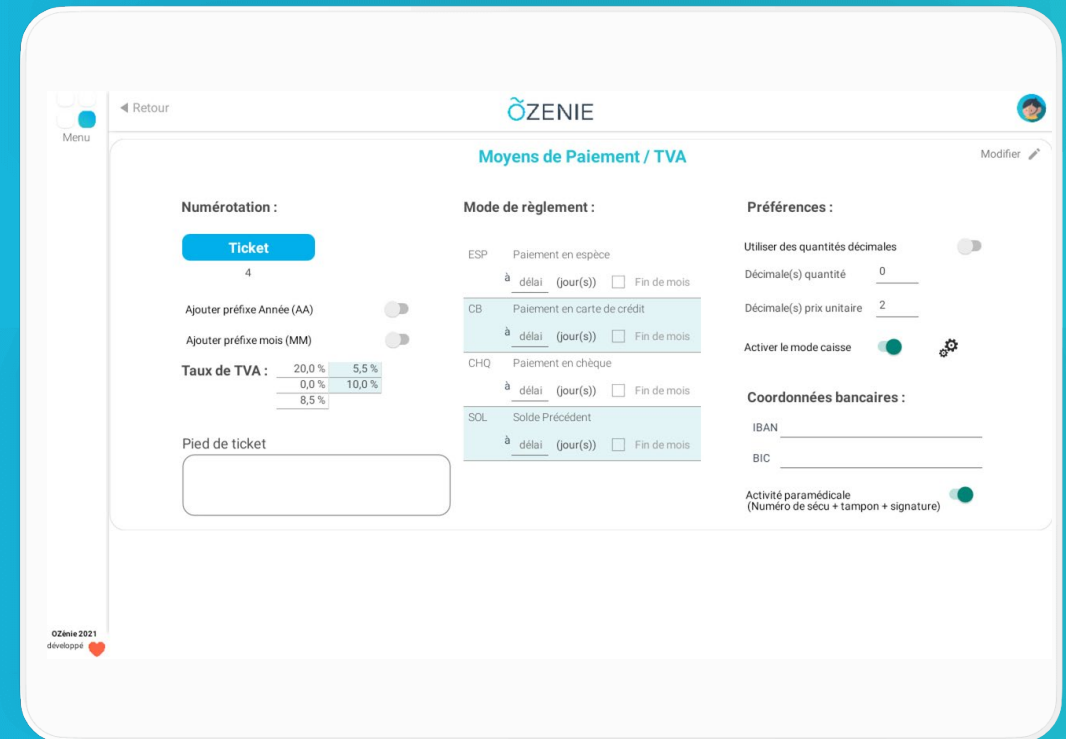 Retour
ÕZENIE
Menu
Moyens de Paiement / TVA
Modifier
Numérotation :
Ticket
4
Ajouter préfixe Année (AA)
Ajouter préfixe mois (MM)
Taux de TVA :
20,0 % 5,5 %
0,0 % 10,0 %
8,5 %
Pied de ticket
Mode de règlement :
ESP Paiement en espèce
à délai (jour(s)) Fin de mois
CB Paiement en carte de crédit
à délai (jour(s)) Fin de mois
CHQ Paiement en chèque
à délai (jour(s)) Fin de mois
SOL Solde Précédent
à délai (jour(s)) Fin de mois
Préférences :
Utiliser des quantités décimales
Décimale(s) quantité 0
Décimale(s) prix unitaire 2
Activer le mode caisse
Coordonnées bancaires :
IBAN
BIC
Activité paramédicale
(Numéro de sécu + tampon + signature)
OZénie 2021
développé